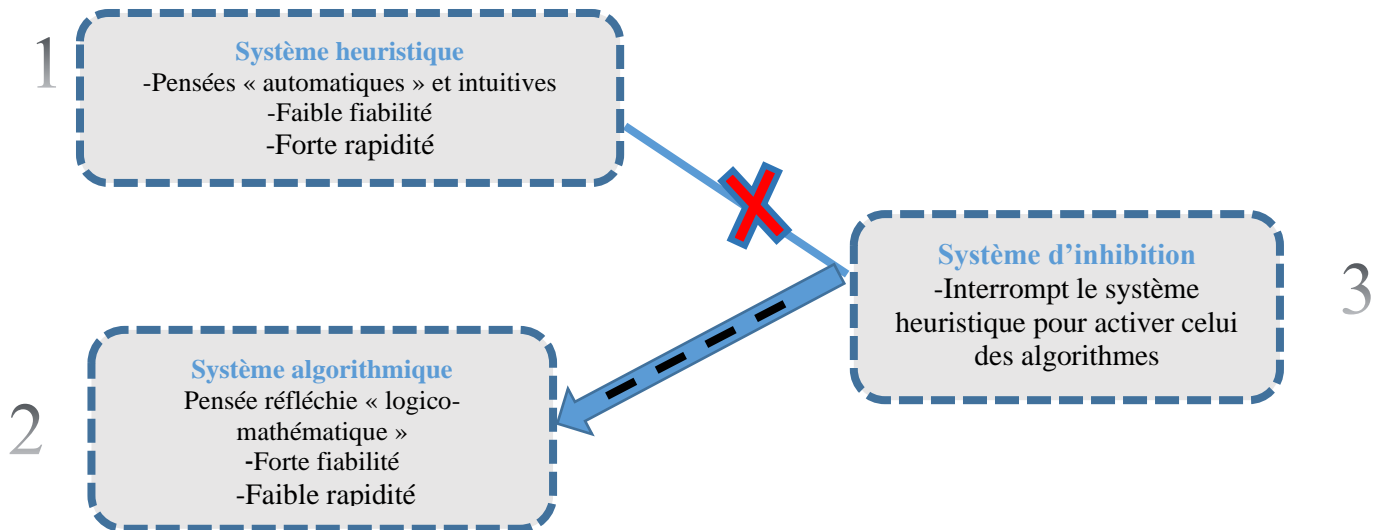 1
Système heuristique
-Pensées « automatiques » et intuitives
-Faible fiabilité
-Forte rapidité
Système d’inhibition
-Interrompt le système
heuristique pour activer celui
des algorithmes
3
2
Système algorithmique
Pensée réfléchie « logico-
mathématique »
-Forte fiabilité
-Faible rapidité